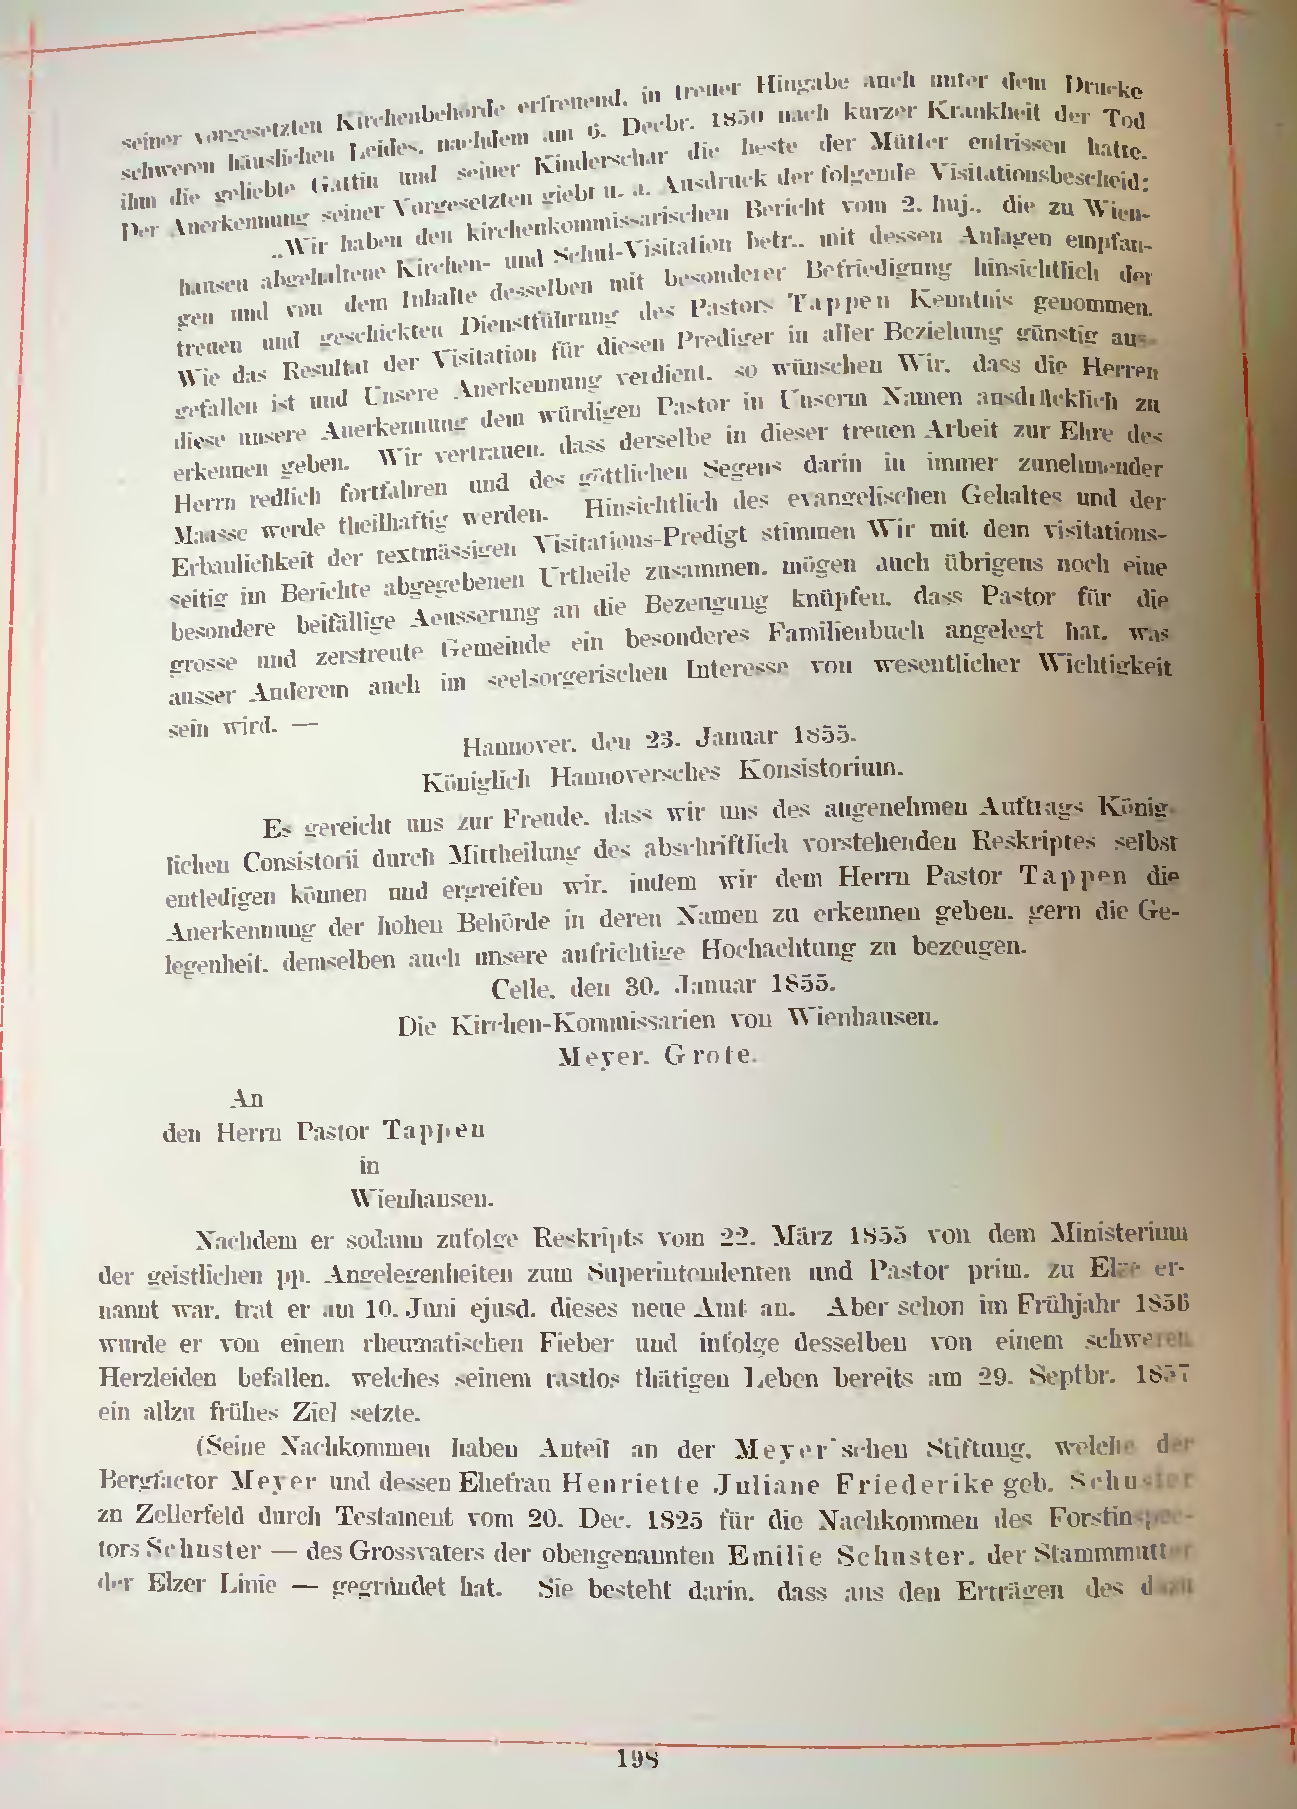 seiner vorgesetzten Kirchenbehörde erfreuend, in treuer Hingabe auch unter dem Drucke
schweren häuslichen Leides, nachdem am 6. Decbr. 1850 nach kurzer Krankheit der Tod
ihm die geliebte Gattin und seiner Kinderschar die beste der Mütter entrissen hatte.
Der Anerkennung seiner Vorgesetzten giebt u. a. Ausdruck der folgende Visitationsbescheid:
„Wir haben den kirchenkommissarischen Bericht vom 2. huj., die zu Wien-
hausen abgehaltene Kirchen- und Schul-Visitation betr., mit dessen Anlagen empfan-
gen und von dem Inhalte desselben mit besonderer Befriedigung hinsichtlich der
treuen und geschickten Dienstführung des Pastors Tappen Kenntnis genommen.
Wie das Resultat der Visitation für diesen Prediger in aller Beziehung günstig aus-
gefallen ist und Unsere Anerkennung verdient, so wünschen Wir, dass die Herren
diese unsere Anerkennung dem würdigen Pastor in Unserm Namen ausdrücklich zu
erkennen geben. Wir vertrauen, dass derselbe in dieser treuen Arbeit zur Ehre des
Herrn redlich fortfahren und des göttlichen Segens darin in immer zunehmender
Maasse werde theilhaftig werden. Hinsichtlich des evangelischen Gehaltes und der
Erbaulichkeit der textmässigen Visitations-Predigt stimmen Wir mit dem visitations-
seitig im Berichte abgegebenen Urtheile zusammen, mögen auch übrigens noch eine
besondere beifällige Aeusserung an die Bezeugung knüpfen, dass Pastor für die
grosse und zerstreute Gemeinde ein besonderes Familienbuch angelegt hat, was
ausser Anderem auch im seelsorgerischen Interesse von wesentlicher Wichtigkeit
sein wird. —
Hannover, den 23. Januar 1855.
Königlich Hannoversches Konsistorium.
Es gereicht uns zur Freude, dass wir uns des angenehmen Auftrags König-
lichen Consistorii durch Mittheilung des abschriftlich vorstehenden Reskriptes selbst
entledigen können und ergreifen wir, indem wir dem Herrn Pastor Tappen die
Anerkennung der hohen Behörde in deren Namen zu erkennen geben, gern die Ge-
legenheit, demselben auch unsere aufrichtige Hochachtung zu bezeugen.
Celle, den 30. Januar 1855.
Die Kirchen-Kommissarien von Wienhausen.
Meyer. Grote.
An
den Herrn Pastor Tappen
in
Wienhausen.
Nachdem er sodann zufolge Reskripts vom 22. März 1855 von dem Ministerium
der geistlichen pp. Angelegenheiten zum Superintendenten und Pastor prim. zu Elze er-
nannt war, trat er am 10. Juni ejusd. dieses neue Amt an. Aber schon im Frühjahr 1856
wurde er von einem rheumatischen Fieber und infolge desselben von einem schweren
Herzleiden befallen, welches seinem rastlos thätigen Leben bereits am 29. Septbr. 1857
ein allzu frühes Ziel setzte.
(Seine Nachkommen haben Anteil an der Meyer'schen Stiftung, welche der
Bergfactor Meyer und dessen Ehefrau Henriette Juliane Friederike geb. Schuster
zu Zellerfeld durch Testament vom 20. Dec. 1825 für die Nachkommen des Forstinspec-
tors Schuster — des Grossvaters der obengenannten Emilie Schuster, der Stammmutter
der Elzer Linie — gegründet hat. Sie besteht darin, dass aus den Erträgen des dazu
198